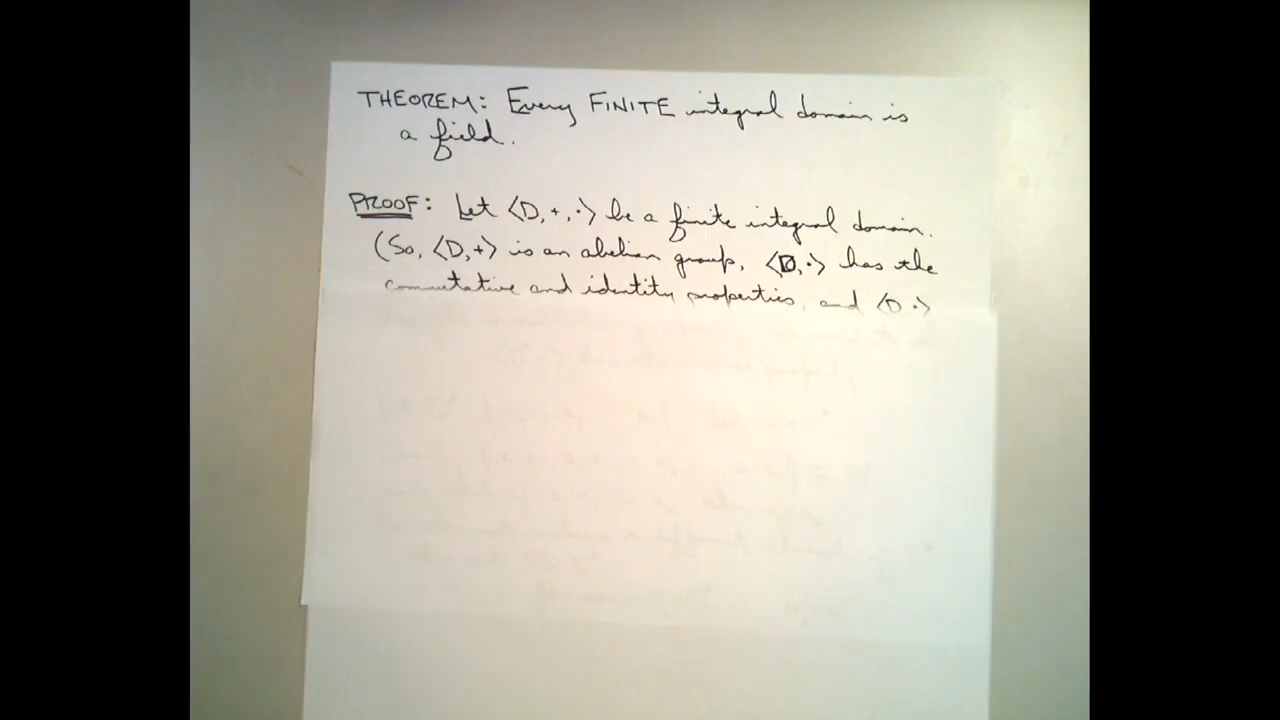 THEOREM: Every FINITE integral domain is
a field.
PROOF: Let <D, +, ·> be a finite integral domain.
(So, <D, +> is an abelian group, <D, ·> has the
commutative and identity properties, and <D ·>